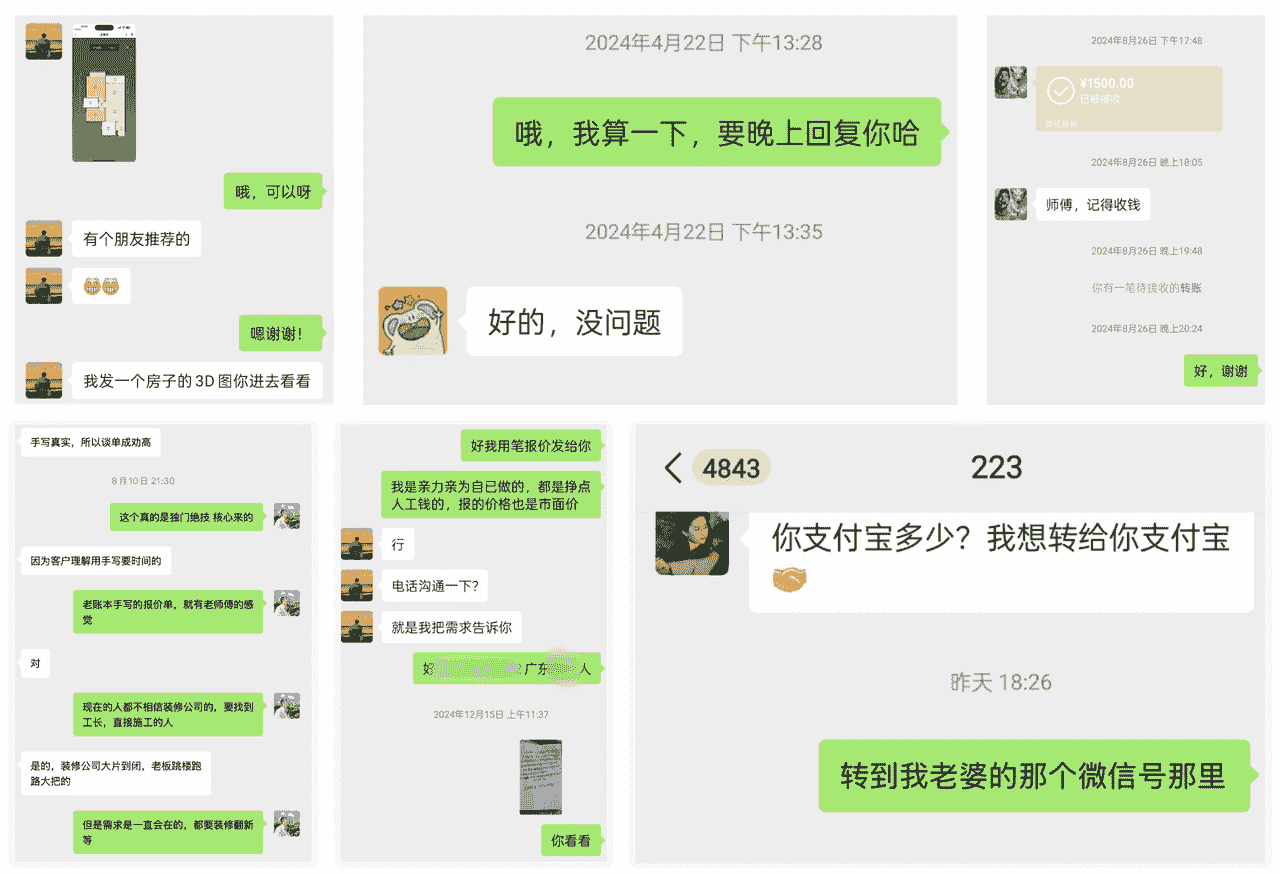 哦，可以呀
有个朋友推荐的
嗯谢谢！
我发一个房子的3D图你进去看看
2024年4月22日 下午13:28
哦，我算一下，要晚上回复你哈
2024年4月22日 下午13:35
好的，没问题
2024年8月26日 下午17:48
¥1500.00
已被接收
微信转账
2024年8月26日 晚上18:05
师傅，记得收钱
2024年8月26日 晚上19:48
你有一笔待接收的转账
2024年8月26日 晚上20:24
好，谢谢
手写真实，所以谈单成功高
8月10日 21:30
这个真的是独门绝技 核心来的
因为客户理解用手写要时间的
老账本手写的报价单，就有老师傅的感
觉
对
现在的人都不相信装修公司的，要找到
工长，直接施工的人
是的，装修公司大片到闭，老板跳楼跑
路大把的
但是需求是一直会在的，都要装修翻新
等
好我用笔报价发给你
我是亲力亲为自已做的，都是挣点
人工钱的，报的价格也是市面价
行
电话沟通一下？
就是我把需求告诉你
好
广东
人
2024年12月15日 上午11:37
你看看
4843
223
你支付宝多少？我想转给你支付宝
昨天 18:26
转到我老婆的那个微信号那里